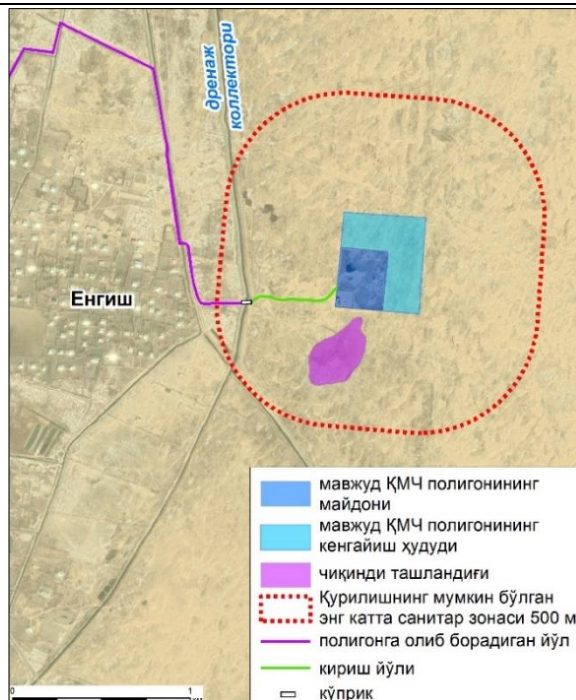 дренаж
коллектори
Енгиш
мавжуд ҚМЧ полигонининг
майдони
мавжуд ҚМЧ полигонининг
кенгайиш ҳудуди
чиқинди ташландиғи
Қурилишнинг мумкин бўлган
энг катта санитар зонаси 500 м
полигонга олиб борадиган йўл
кириш йўли
кўприк
0 1